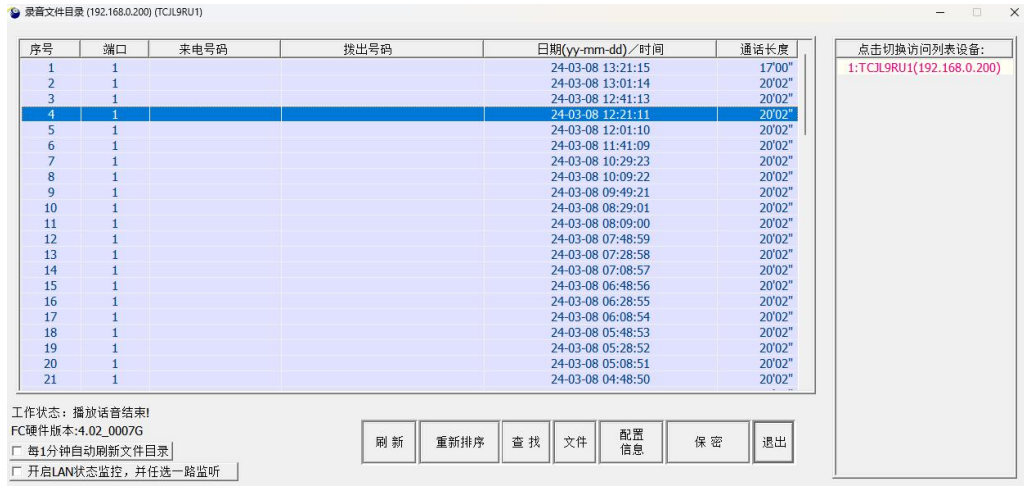 录音文件目录 (192.168.0.200) (TCJL9RU1)
序号 端口 来电号码 拨出号码 日期(yy-mm-dd)／时间 通话长度
1 1 24-03-08 13:21:15 17'00"
2 1 24-03-08 13:01:14 20'02"
3 1 24-03-08 12:41:13 20'02"
4 1 24-03-08 12:21:11 20'02"
5 1 24-03-08 12:01:10 20'02"
6 1 24-03-08 11:41:09 20'02"
7 1 24-03-08 10:29:23 20'02"
8 1 24-03-08 10:09:22 20'02"
9 1 24-03-08 09:49:21 20'02"
10 1 24-03-08 08:29:01 20'02"
11 1 24-03-08 08:09:00 20'02"
12 1 24-03-08 07:48:59 20'02"
13 1 24-03-08 07:28:58 20'02"
14 1 24-03-08 07:08:57 20'02"
15 1 24-03-08 06:48:56 20'02"
16 1 24-03-08 06:28:55 20'02"
17 1 24-03-08 06:08:54 20'02"
18 1 24-03-08 05:48:53 20'02"
19 1 24-03-08 05:28:52 20'02"
20 1 24-03-08 05:08:51 20'02"
21 1 24-03-08 04:48:50 20'02"
点击切换访问列表设备:
1:TCJL9RU1(192.168.0.200)
工作状态：播放话音结束!
FC硬件版本:4.02_0007G
每1分钟自动刷新文件目录
开启LAN状态监控，并任选一路监听
刷 新
重新排序
查 找
文件
配置
信息
保 密
退出